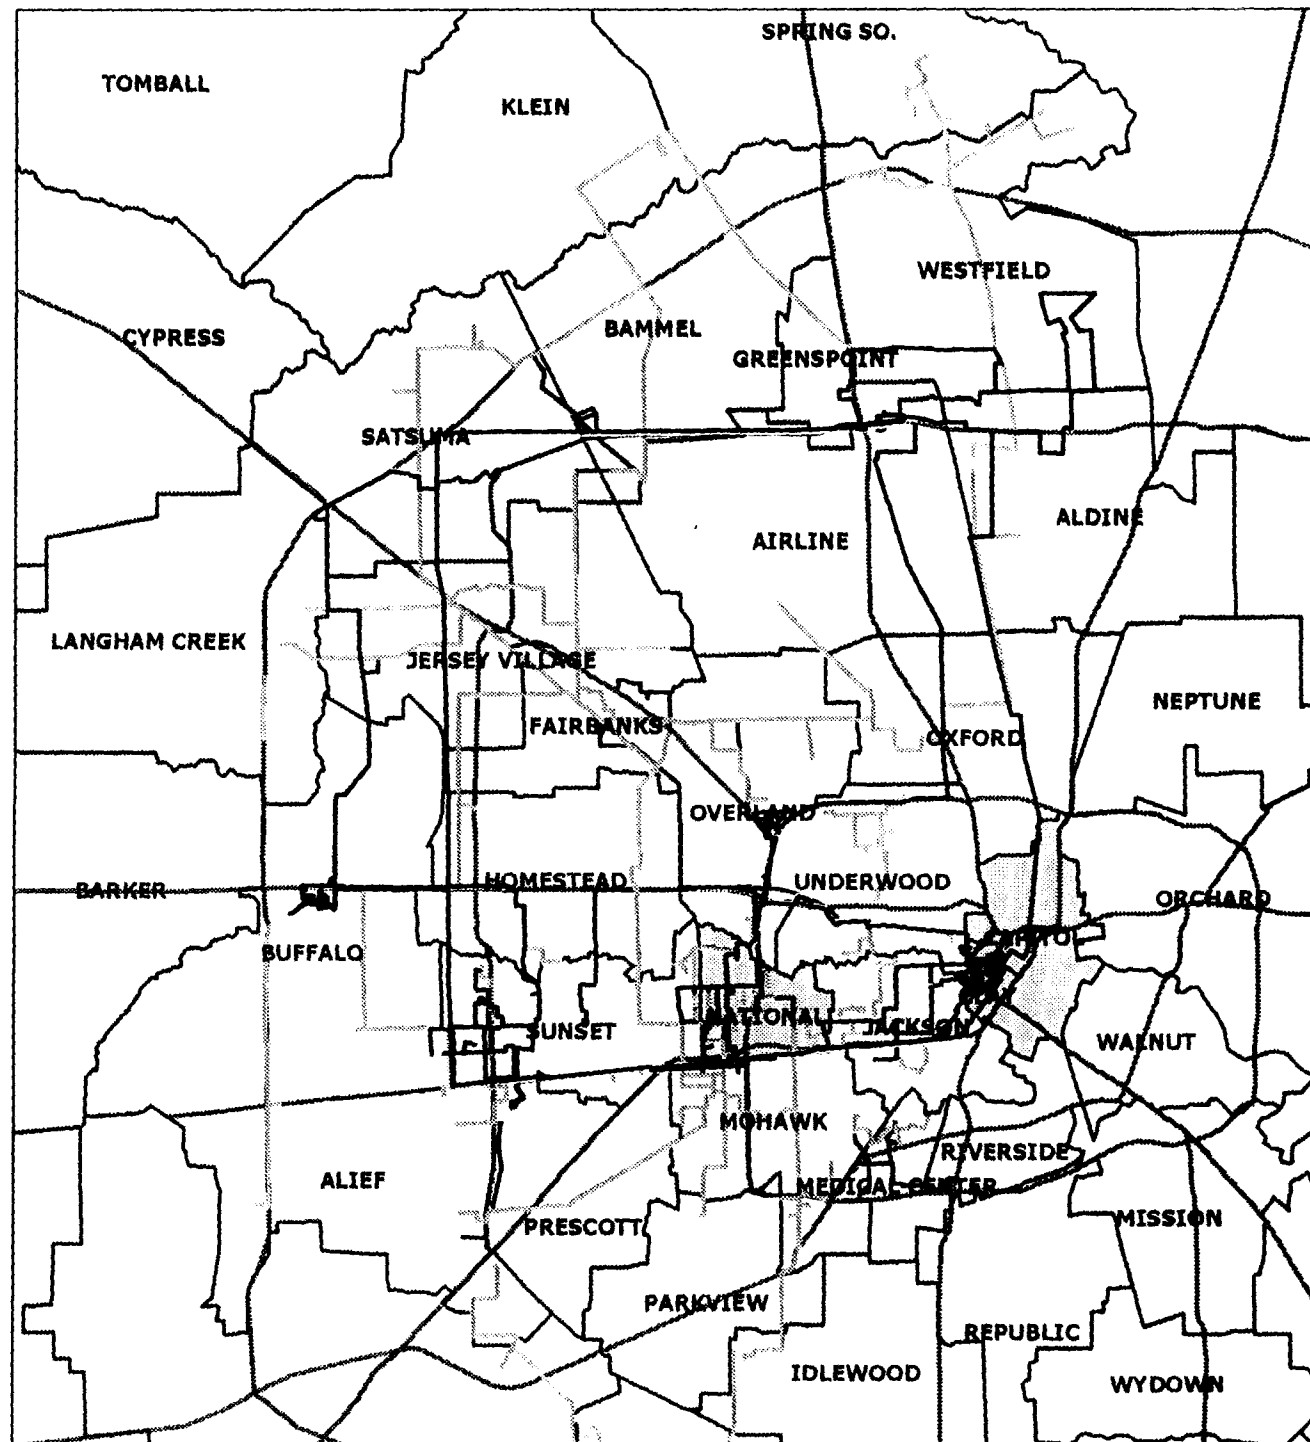 SPRING SO.
TOMBALL
KLEIN
WESTFIELD
CYPRESS
BAMMEL
GREENSPOINT
SATSUMA
ALDINE
AIRLINE
LANGHAM CREEK
JERSEY VILLAGE
NEPTUNE
FAIRBANKS
OXFORD
OVERLAND
HOMESTEAD
UNDERWOOD
BARKER
ORCHARD
CAPITOL
BUFFALO
NATIONAL
JACKSON
SUNSET
WALNUT
MOHAWK
RIVERSIDE
ALIEF
MEDICAL CENTER
PRESCOTT
MISSION
PARKVIEW
REPUBLIC
IDLEWOOD
WYDOWN